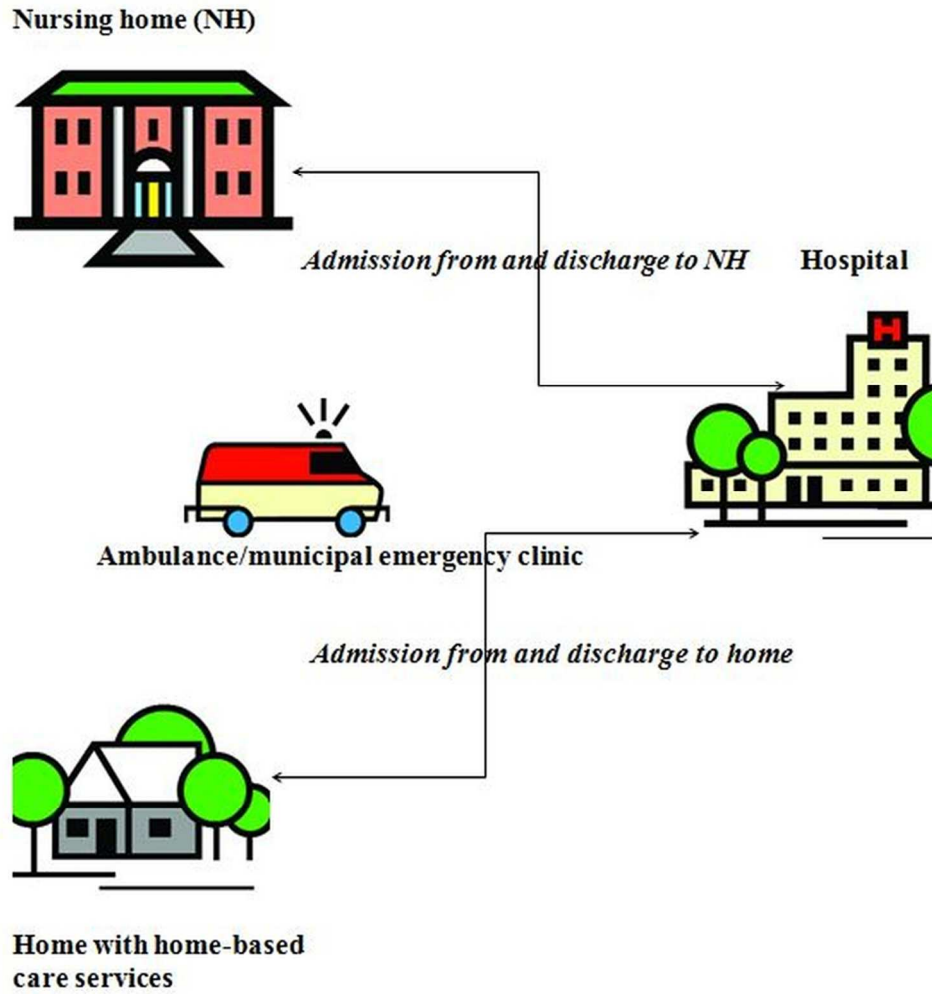 Nursing home (NH)
Admission from and discharge to NH
Hospital
H
Ambulance/municipal emergency clinic
Admission from and discharge to home
Home with home-based
care services